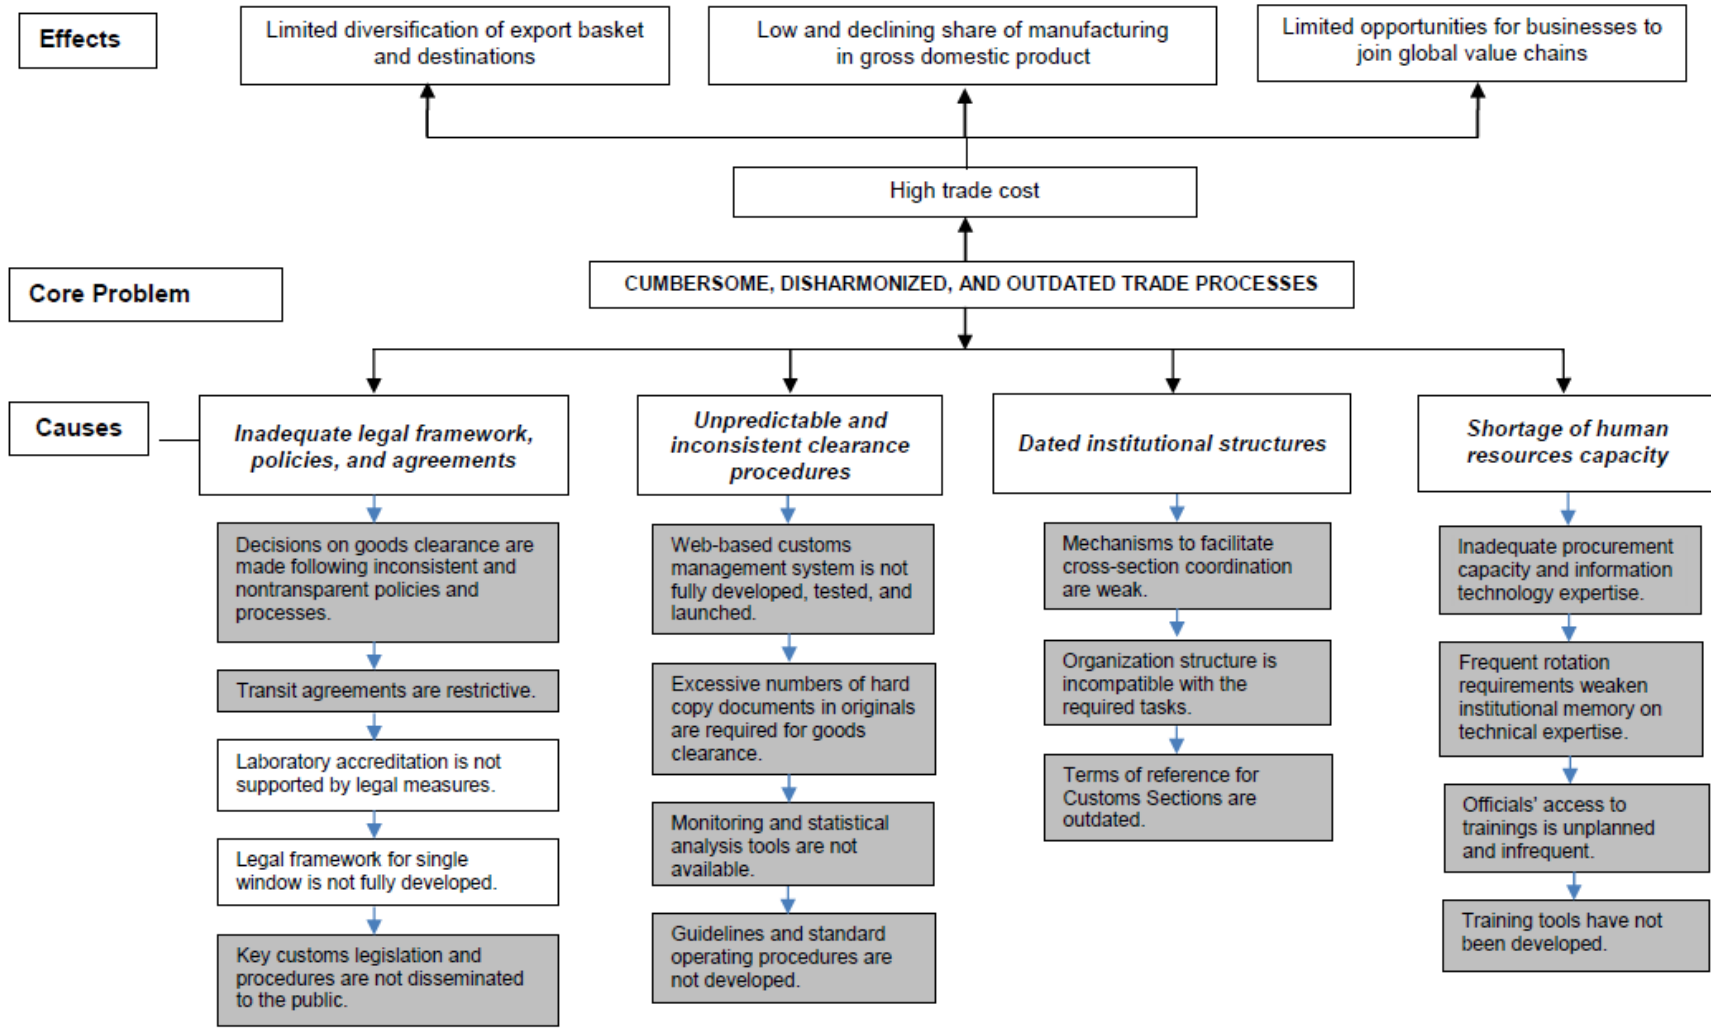 Effects
Limited diversification of export basket
and destinations
Low and declining share of manufacturing
in gross domestic product
Limited opportunities for businesses to
join global value chains
High trade cost
Core Problem
CUMBERSOME, DISHARMONIZED, AND OUTDATED TRADE PROCESSES
Causes
Inadequate legal framework,
policies, and agreements
Decisions on goods clearance are
made following inconsistent and
nontransparent policies and
processes.
Transit agreements are restrictive.
Laboratory accreditation is not
supported by legal measures.
Legal framework for single
window is not fully developed.
Key customs legislation and
procedures are not disseminated
to the public.
Unpredictable and
inconsistent clearance
procedures
Web-based customs
management system is not
fully developed, tested, and
launched.
Excessive numbers of hard
copy documents in originals
are required for goods
clearance.
Monitoring and statistical
analysis tools are not
available.
Guidelines and standard
operating procedures are
not developed.
Dated institutional structures
Mechanisms to facilitate
cross-section coordination
are weak.
Organization structure is
incompatible with the
required tasks.
Terms of reference for
Customs Sections are
outdated.
Shortage of human
resources capacity
Inadequate procurement
capacity and information
technology expertise.
Frequent rotation
requirements weaken
institutional memory on
technical expertise.
Officials' access to
trainings is unplanned
and infrequent.
Training tools have not
been developed.